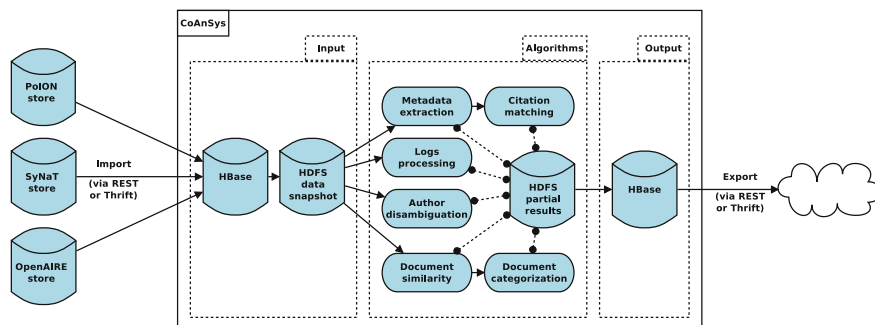 CoAnSys
Input
Algorithms
Output
PoION
store
SyNaT
store
OpenAIRE
store
Import
(via REST
or Thrift)
HBase
HDFS
data
snapshot
Metadata
extraction
Citation
matching
Logs
processing
Author
disambiguation
Document
similarity
Document
categorization
HDFS
partial
results
HBase
Export
(via REST
or Thrift)